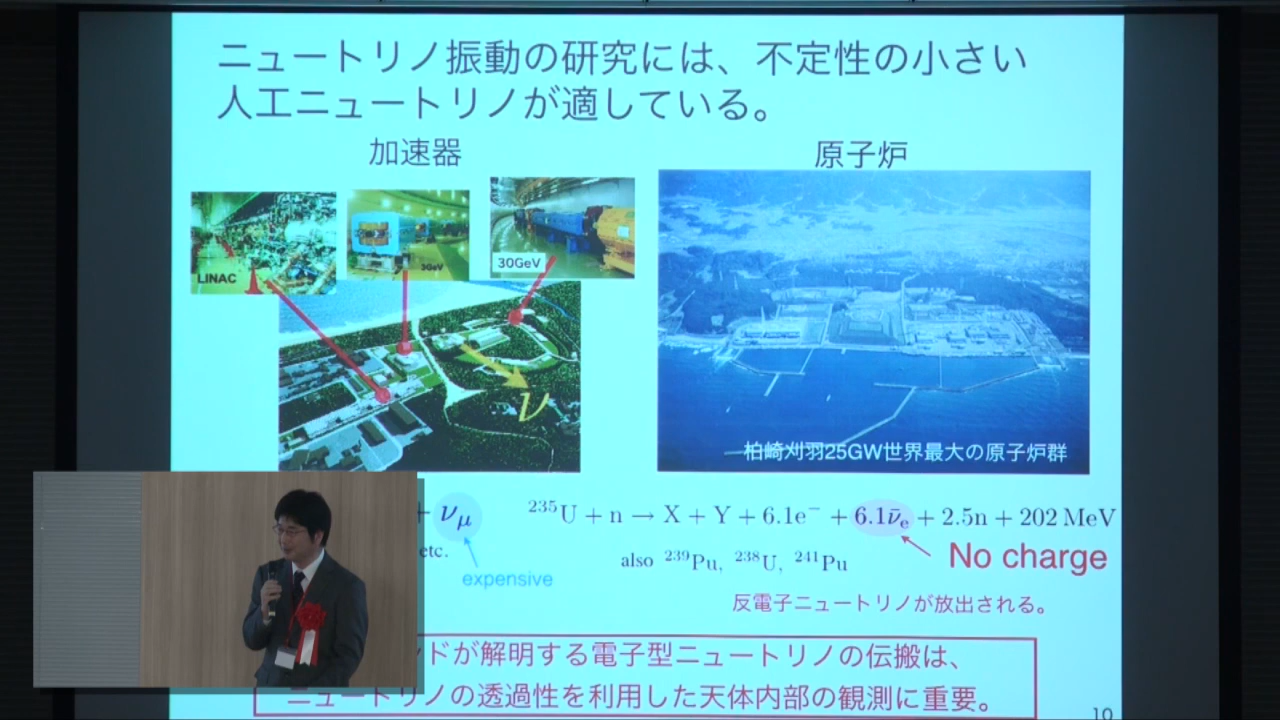 ニュートリノ振動の研究には、不定性の小さい
人工ニュートリノが適している。
加速器
原子炉
LINAC
3GeV
30GeV
ν
柏崎刈羽25GW世界最大の原子炉群
+ νμ
etc.
expensive
²³⁵U + n → X + Y + 6.1e⁻ + 6.1ν̄e + 2.5n + 202 MeV
also ²³⁹Pu, ²³⁸U, ²⁴¹Pu
No charge
反電子ニュートリノが放出される。
ドが解明する電子型ニュートリノの伝搬は、
ニュートリノの透過性を利用した天体内部の観測に重要。
10